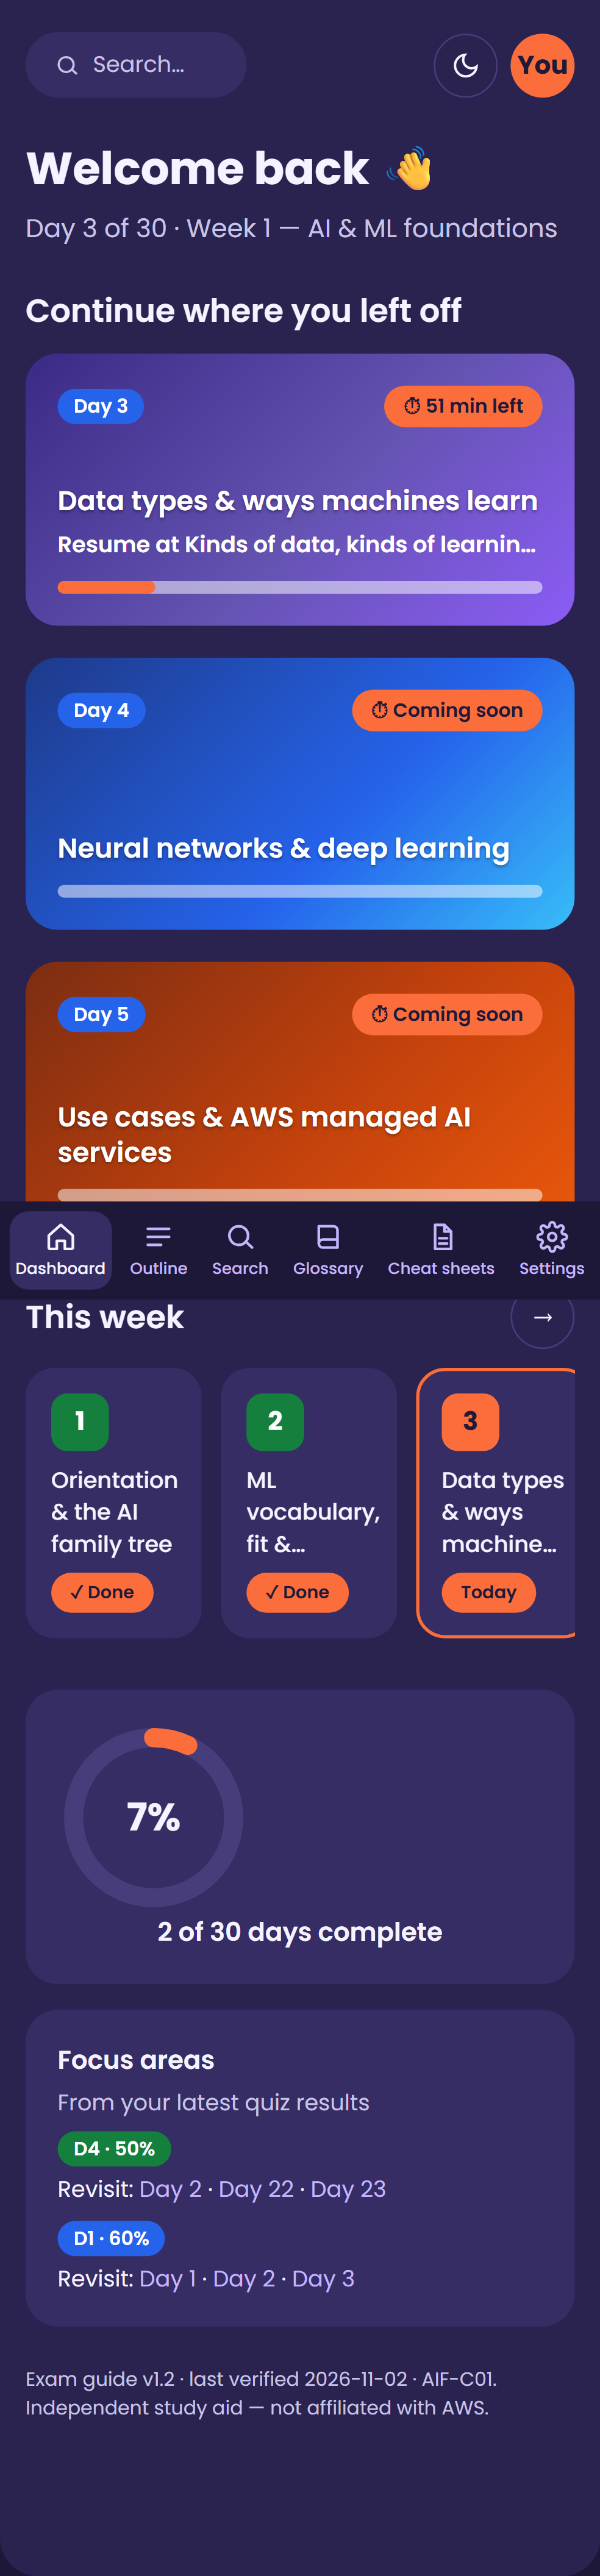 Search...
You
Welcome back 👋
Day 3 of 30 · Week 1 — AI & ML foundations
Continue where you left off
Day 3
⏱ 51 min left
Data types & ways machines learn
Resume at Kinds of data, kinds of learnin...
Day 4
⏱ Coming soon
Neural networks & deep learning
Day 5
⏱ Coming soon
Use cases & AWS managed AI
services
Dashboard
Outline
Search
Glossary
Cheat sheets
Settings
This week
→
1
Orientation
& the AI
family tree
✓ Done
2
ML
vocabulary,
fit &...
✓ Done
3
Data types
& ways
machine...
Today
7%
2 of 30 days complete
Focus areas
From your latest quiz results
D4 · 50%
Revisit: Day 2 · Day 22 · Day 23
D1 · 60%
Revisit: Day 1 · Day 2 · Day 3
Exam guide v1.2 · last verified 2026-11-02 · AIF-C01.
Independent study aid — not affiliated with AWS.